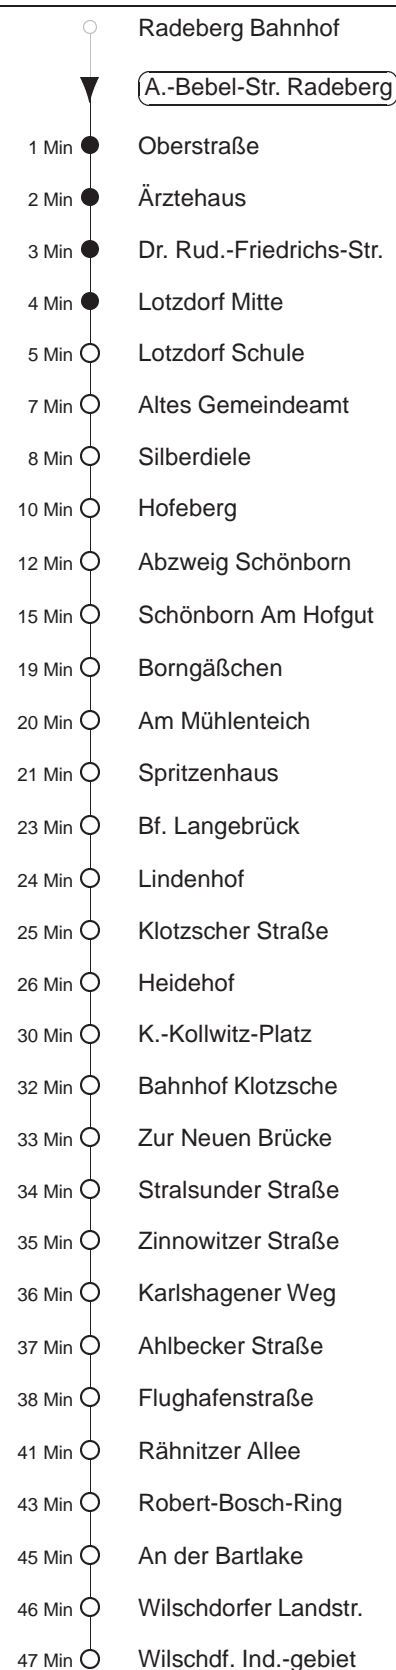 Radeberg Bahnhof
A.-Bebel-Str. Radeberg
1 Min Oberstraße
2 Min Ärztehaus
3 Min Dr. Rud.-Friedrichs-Str.
4 Min Lotzdorf Mitte
5 Min Lotzdorf Schule
7 Min Altes Gemeindeamt
8 Min Silberdiele
10 Min Hofeberg
12 Min Abzweig Schönborn
15 Min Schönborn Am Hofgut
19 Min Borngäßchen
20 Min Am Mühlenteich
21 Min Spritzenhaus
23 Min Bf. Langebrück
24 Min Lindenhof
25 Min Klotzscher Straße
26 Min Heidehof
30 Min K.-Kollwitz-Platz
32 Min Bahnhof Klotzsche
33 Min Zur Neuen Brücke
34 Min Stralsunder Straße
35 Min Zinnowitzer Straße
36 Min Karlshagener Weg
37 Min Ahlbecker Straße
38 Min Flughafenstraße
41 Min Rähnitzer Allee
43 Min Robert-Bosch-Ring
45 Min An der Bartlake
46 Min Wilschdorfer Landstr.
47 Min Wilschdf. Ind.-gebiet